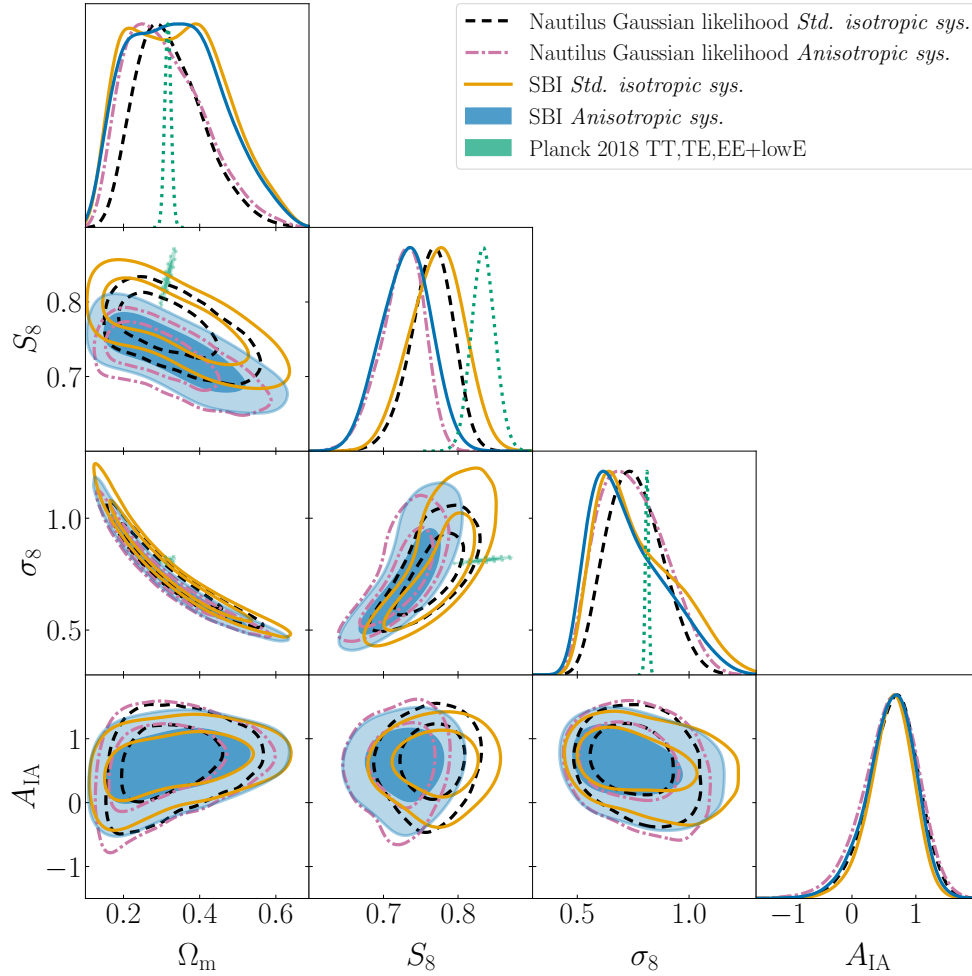 Nautilus Gaussian likelihood Std. isotropic sys.
Nautilus Gaussian likelihood Anisotropic sys.
SBI Std. isotropic sys.
SBI Anisotropic sys.
Planck 2018 TT,TE,EE+lowE
S₈
0.8
0.7
σ₈
1.0
0.5
A_IA
1
0
−1
0.2 0.4 0.6 0.7 0.8 0.5 1.0 −1 0 1
Ωₘ S₈ σ₈ A_IA